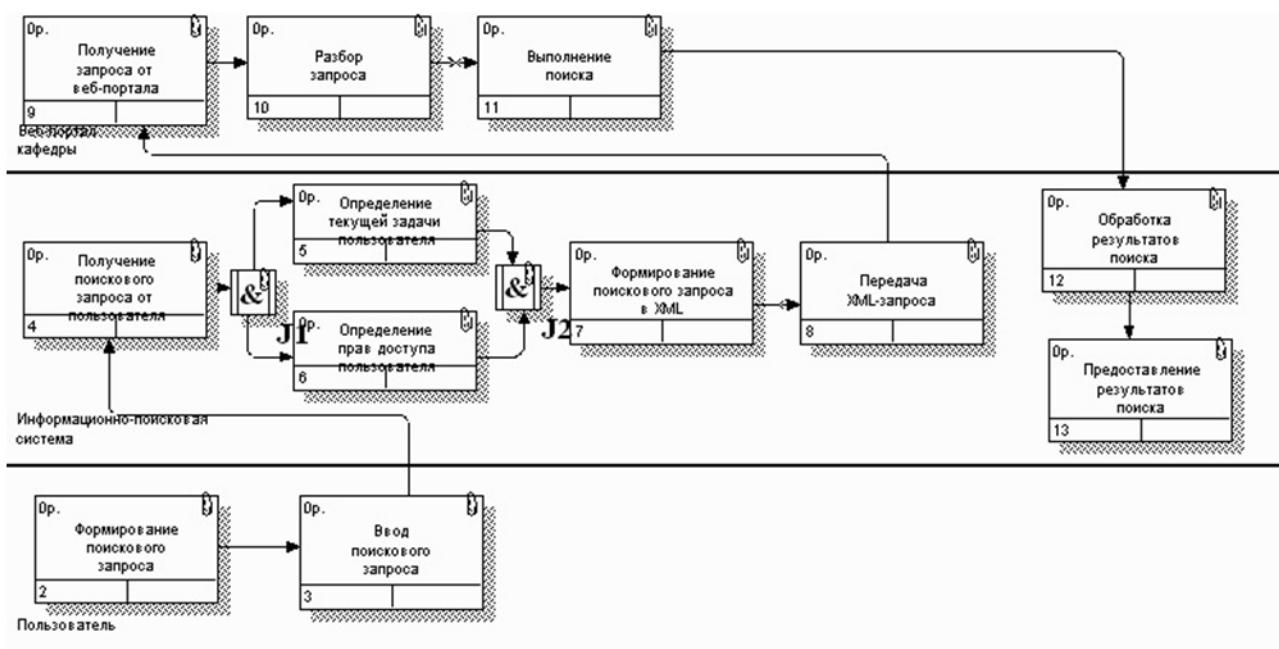 0р.
Получение
запроса от
веб-портала
9
0р.
Разбор
запроса
10
0р.
Выполнение
поиска
11
Веб-портал
кафедры
0р.
Получение
поискового
запроса от
пользователя
4
&
J1
0р.
Определение
текущей задачи
пользователя
5
0р.
Определение
прав доступа
пользователя
6
&
J2
0р.
Формирование
поискового запроса
в XML
7
0р.
Передача
XML-запроса
8
0р.
Обработка
результатов
поиска
12
0р.
Предоставление
результатов
поиска
13
Информационно-поисковая
система
0р.
Формирование
поискового
запроса
2
0р.
Ввод
поискового
запроса
3
Пользователь